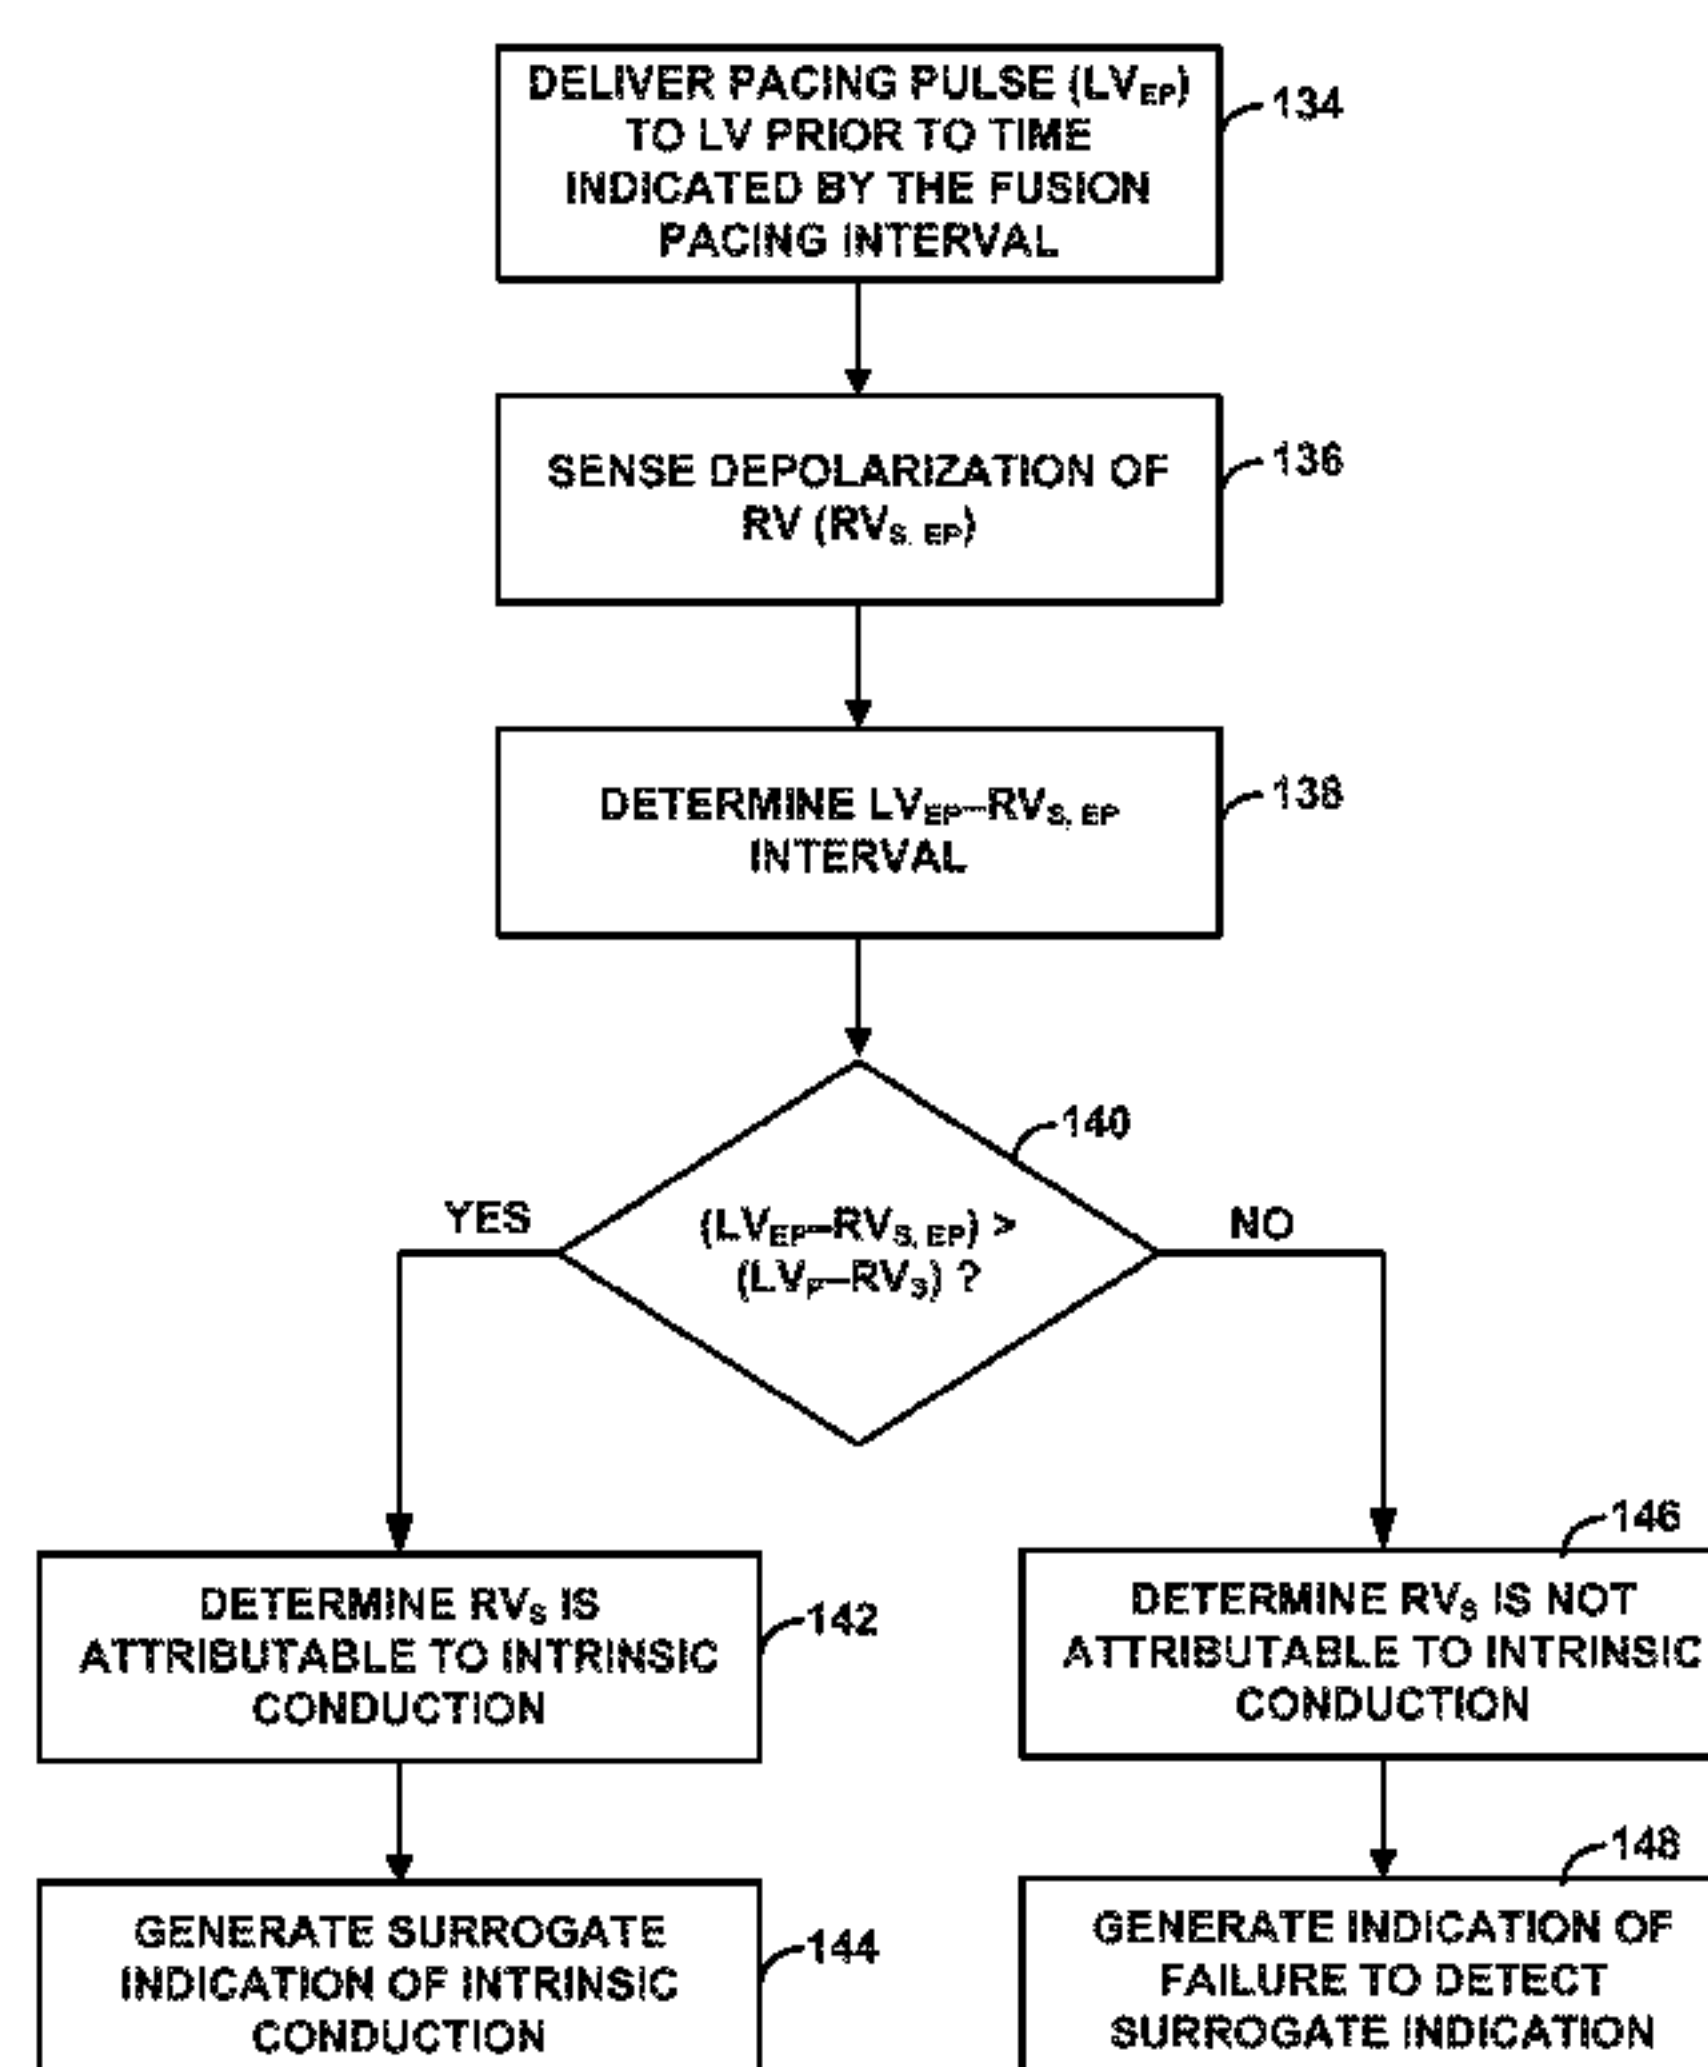 DELIVER PACING PULSE (LVEP)
TO LV PRIOR TO TIME
INDICATED BY THE FUSION
PACING INTERVAL
134
SENSE DEPOLARIZATION OF
RV (RVS, EP)
136
DETERMINE LVEP–RVS, EP
INTERVAL
138
140
YES
(LVEP–RVS, EP) >
(LVP–RVS) ?
NO
DETERMINE RVS IS
ATTRIBUTABLE TO INTRINSIC
CONDUCTION
142
146
DETERMINE RVS IS NOT
ATTRIBUTABLE TO INTRINSIC
CONDUCTION
GENERATE SURROGATE
INDICATION OF INTRINSIC
CONDUCTION
144
148
GENERATE INDICATION OF
FAILURE TO DETECT
SURROGATE INDICATION